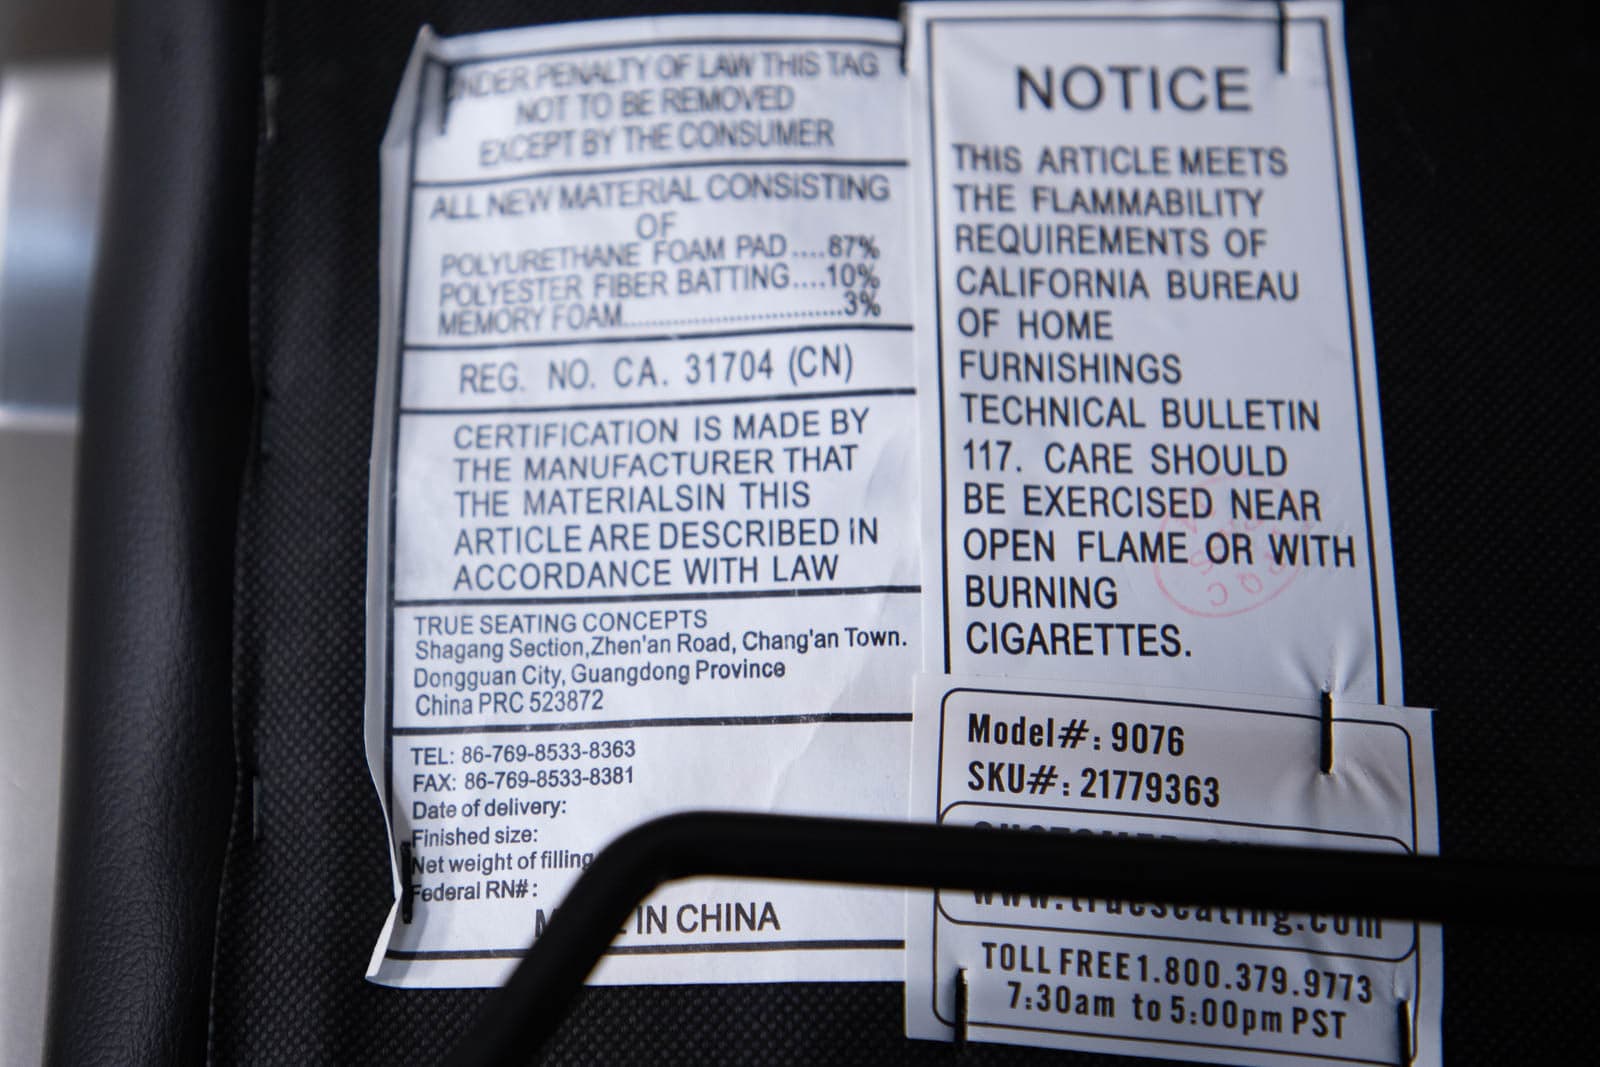 UNDER PENALTY OF LAW THIS TAG
NOT TO BE REMOVED
EXCEPT BY THE CONSUMER
ALL NEW MATERIAL CONSISTING
OF
POLYURETHANE FOAM PAD....87%
POLYESTER FIBER BATTING....10%
MEMORY FOAM.................................3%
REG. NO. CA. 31704 (CN)
CERTIFICATION IS MADE BY
THE MANUFACTURER THAT
THE MATERIALSIN THIS
ARTICLE ARE DESCRIBED IN
ACCORDANCE WITH LAW
TRUE SEATING CONCEPTS
Shagang Section,Zhen'an Road, Chang'an Town.
Dongguan City, Guangdong Province
China PRC 523872
TEL: 86-769-8533-8363
FAX: 86-769-8533-8381
Date of delivery:
Finished size:
Net weight of filling
Federal RN#:
IN CHINA
NOTICE
THIS ARTICLE MEETS
THE FLAMMABILITY
REQUIREMENTS OF
CALIFORNIA BUREAU
OF HOME
FURNISHINGS
TECHNICAL BULLETIN
117. CARE SHOULD
BE EXERCISED NEAR
OPEN FLAME OR WITH
BURNING
CIGARETTES.
Model#: 9076
SKU#: 21779363
www.trueseating.com
TOLL FREE 1.800.379.9773
7:30am to 5:00pm PST